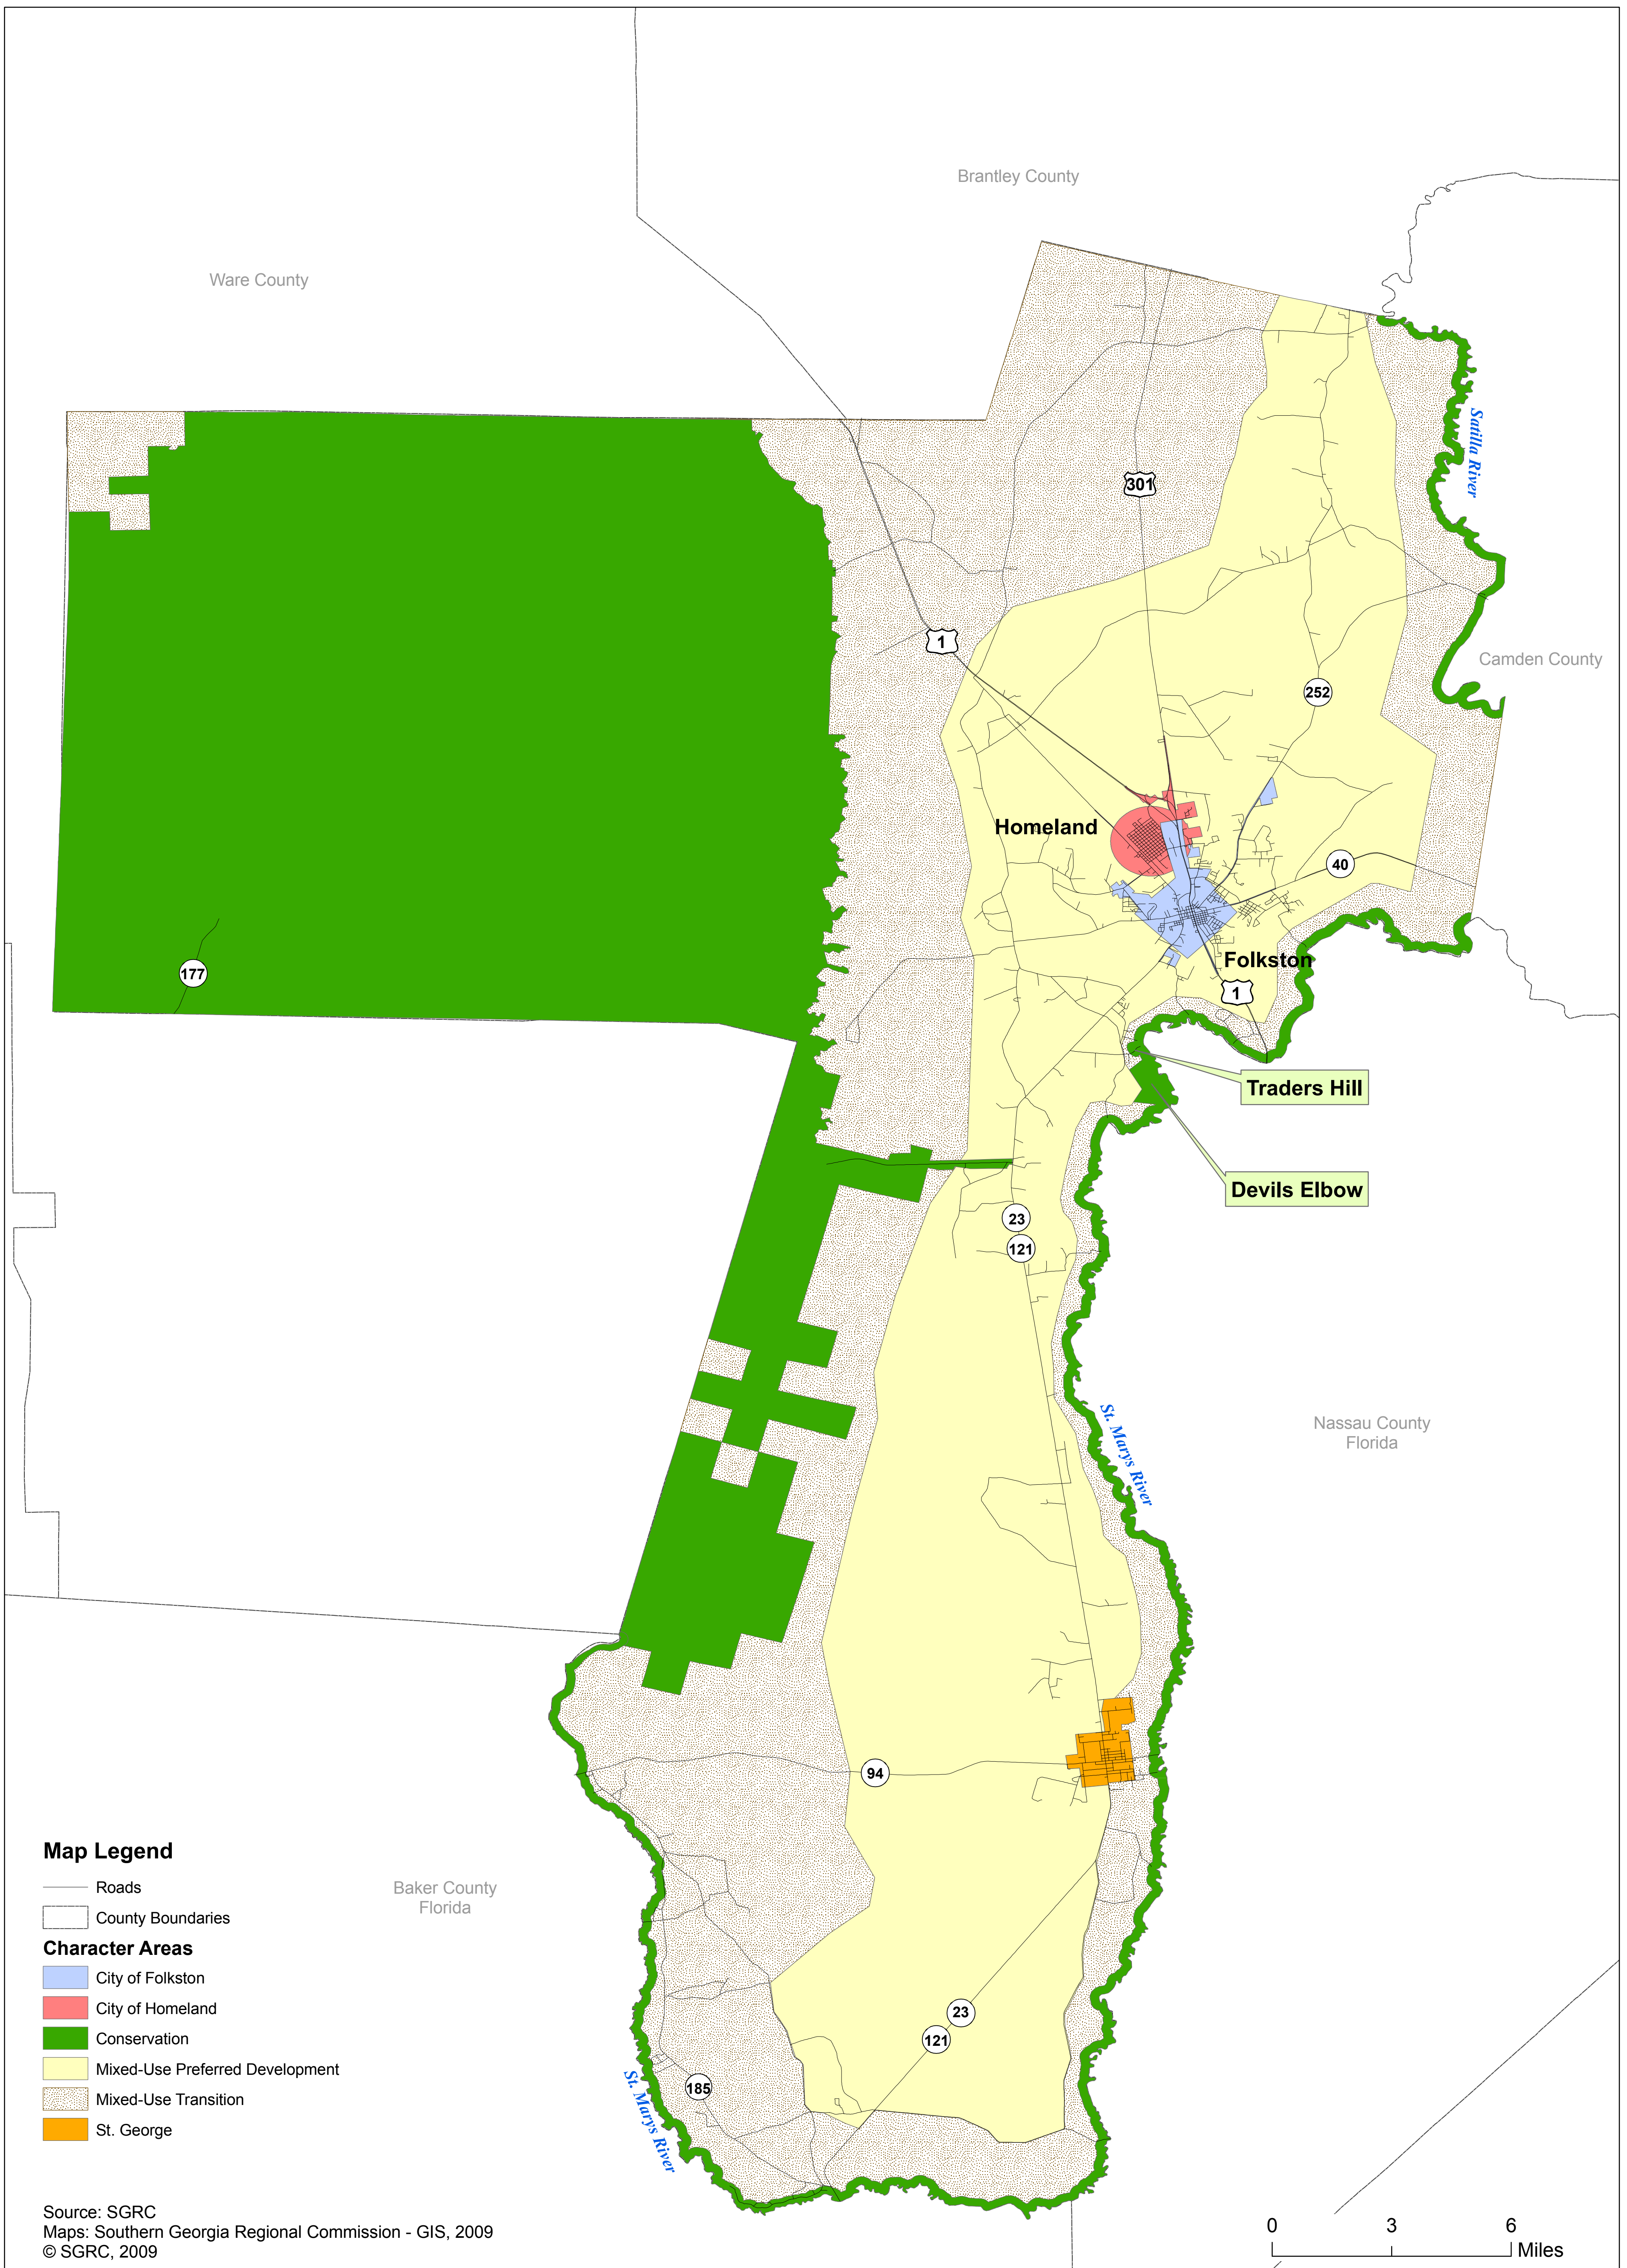 Brantley County
Ware County
Satilla River
301
1
Camden County
252
Homeland
40
Folkston
177
1
Traders Hill
Devils Elbow
23
121
St. Marys River
Nassau County
Florida
94
Map Legend
Roads
County Boundaries
Character Areas
City of Folkston
City of Homeland
Conservation
Mixed-Use Preferred Development
Mixed-Use Transition
St. George
Baker County
Florida
23
121
185
St. Marys River
Source: SGRC
Maps: Southern Georgia Regional Commission - GIS, 2009
© SGRC, 2009
0 3 6
Miles